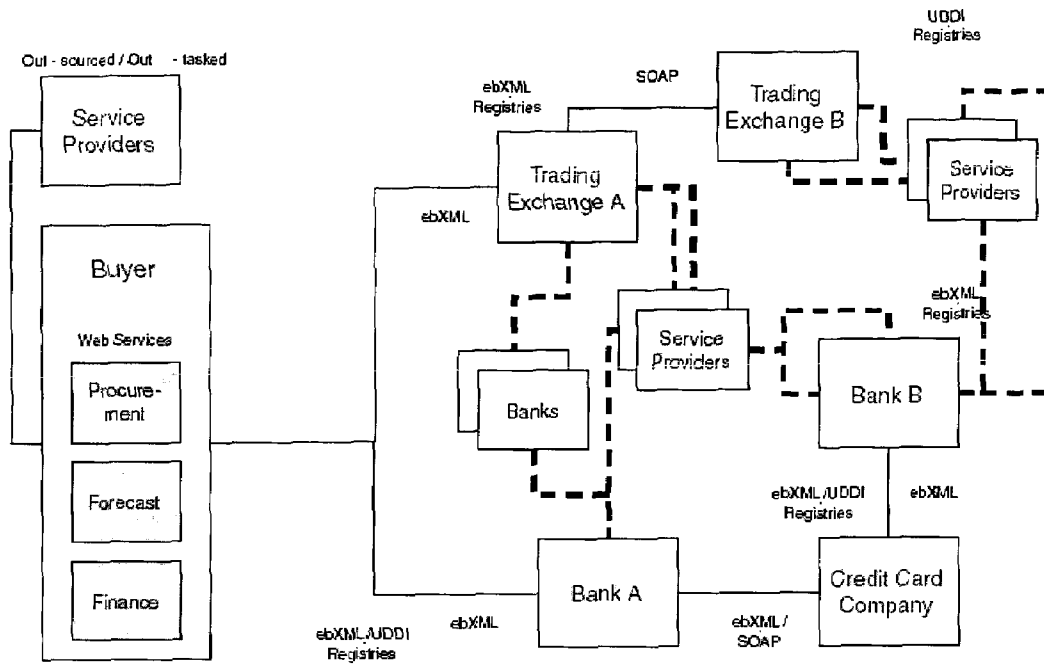 UDDI
Registries
Out - sourced / Out - tasked
SOAP
ebXML
Registries
Service
Providers
Trading
Exchange B
Trading
Exchange A
Service
Providers
ebXML
Buyer
ebXML
Registries
Web Services
Service
Providers
Procure-
ment
Banks
Bank B
Forecast
ebXML/UDDI
Registries
ebXML
Finance
Bank A
Credit Card
Company
ebXML
ebXML/UDDI
Registries
ebXML /
SOAP